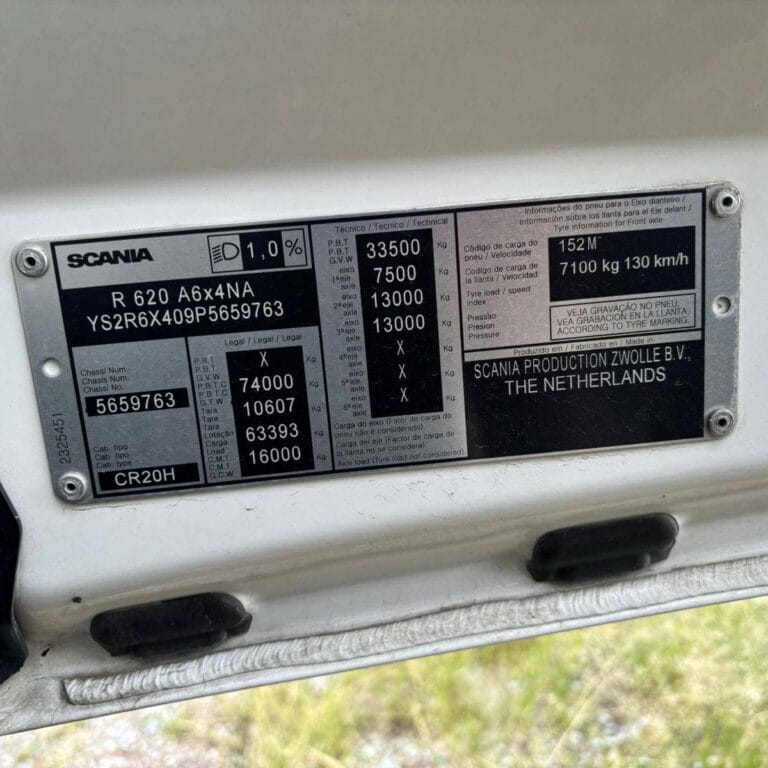 SCANIA
1,0 %
R 620 A6x4NA
YS2R6X409P5659763
Chassi Num.
Chasis Num.
Chassi No.
5659763
Cab. tipo
Cab. tipo
Cab. type
CR20H
2325451
Legal / Legal / Legal
P.B.T
P.B.T
G.V.W
X
Kg
P.B.T.C
P.B.T.C
G.V.W
74000
Kg
Tara
Tara
10607
Kg
Lotação
Carga
Load
63393
Kg
C.M.T
C.M.T
G.C.W
16000
Kg
Técnico / Tecnico / Technical
P.B.T
P.B.T
G.V.W
33500
Kg
eixo
1ªeje
axle
7500
Kg
eixo
2ªeje
axle
13000
Kg
eixo
3ªeje
axle
13000
Kg
eixo
4ªeje
axle
X
Kg
eixo
5ªeje
axle
X
Kg
eixo
6ªeje
axle
X
Kg
Carga do eixo (Fator de carga do
pneu não é considerado).
Carga del eje (Factor de carga de
la llanta no se considera).
Axle load (Tyre load not considered)
Informações do pneu para o Eixo dianteiro /
Información sobre los llanta para el Eje delant /
Tyre information for Front axle
Código de carga do
pneu / Velocidade
Codigo de carga de
la llanta / Velocidad
Tyre load / speed
index
152M
7100 kg 130 km/h
Pressão
Presion
Pressure
VEJA GRAVAÇÃO NO PNEU.
VEA GRABACION EN LA LLANTA.
ACCORDING TO TYRE MARKING.
Produzido em / Fabricado en / Made in
SCANIA PRODUCTION ZWOLLE B.V.,
THE NETHERLANDS